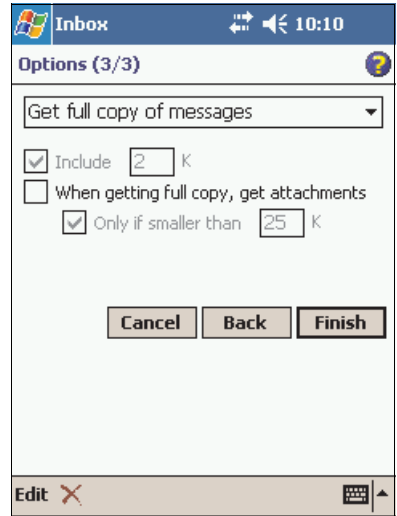 Inbox 10:10
Options (3/3)
Get full copy of messages
Include 2 K
When getting full copy, get attachments
Only if smaller than 25 K
Cancel Back Finish
Edit